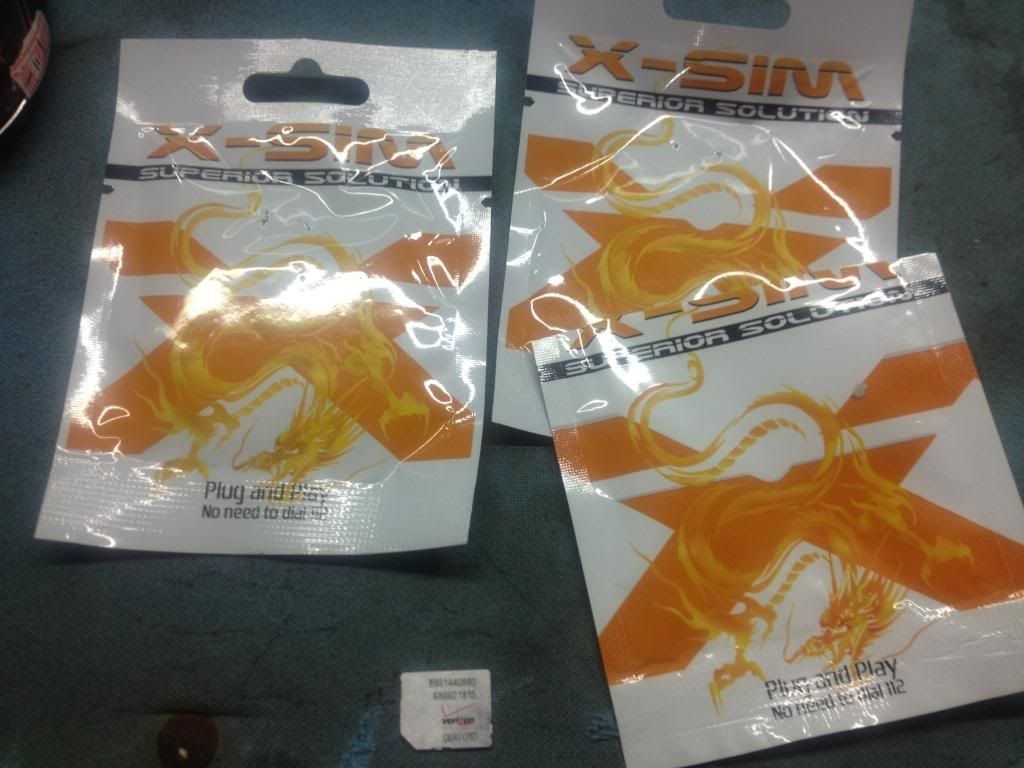 X-SIM
SUPERIOR SOLUTION
Plug and Play
No need to dial 112
X-SIM
SUPERIOR SOLUTION
X-SIM
SUPERIOR SOLUTION
Plug and Play
No need to dial 112
verizon